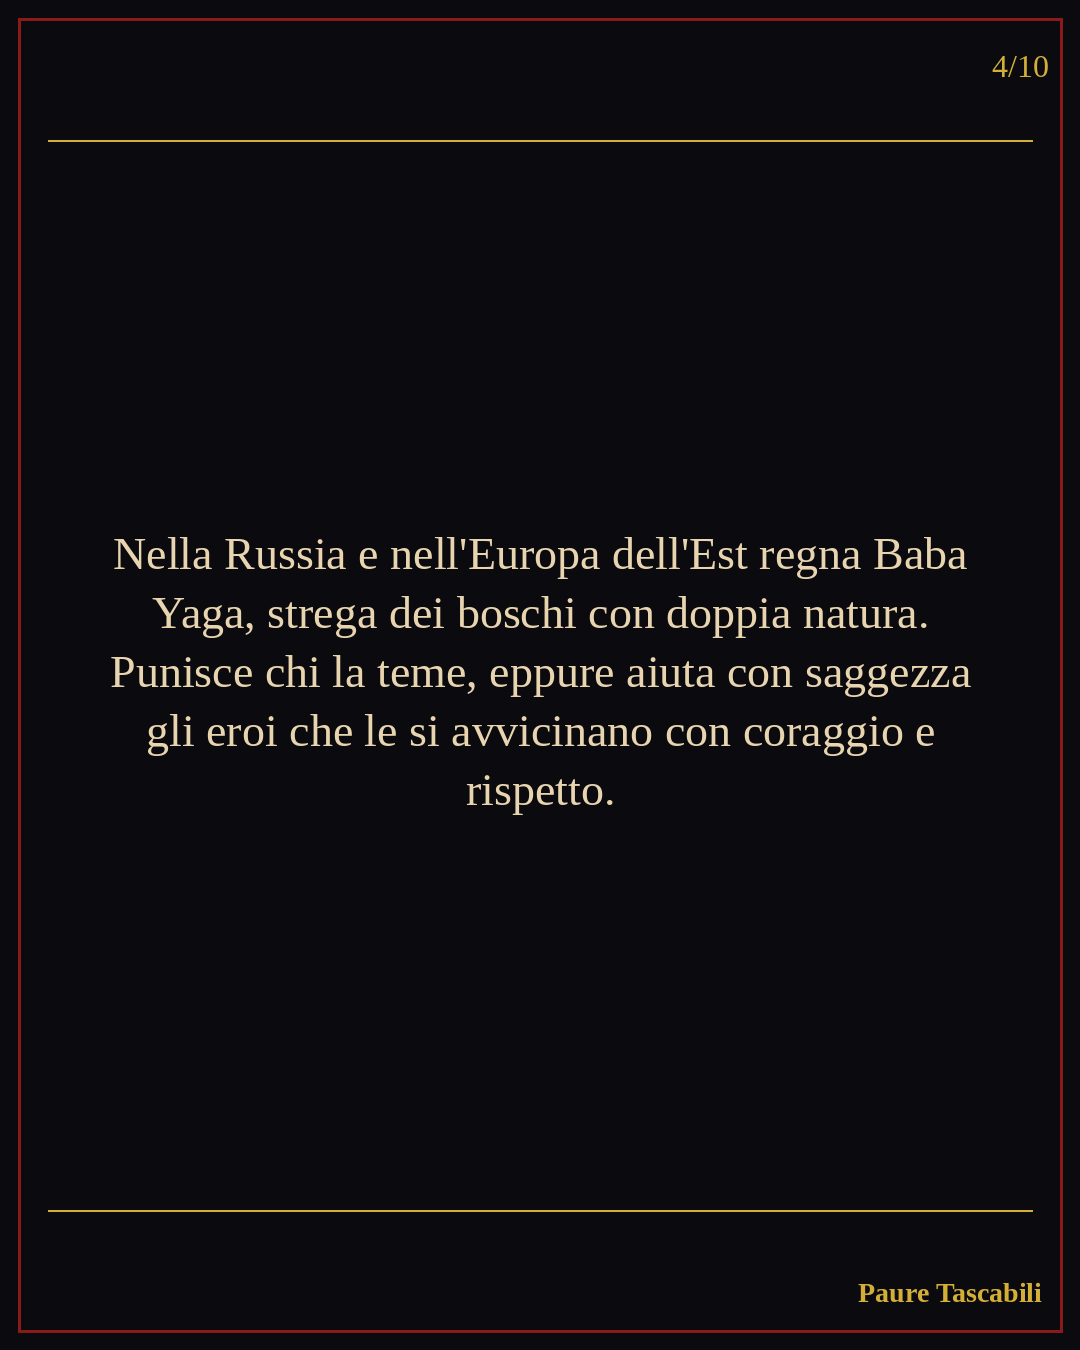 4/10
Nella Russia e nell'Europa dell'Est regna Baba
Yaga, strega dei boschi con doppia natura.
Punisce chi la teme, eppure aiuta con saggezza
gli eroi che le si avvicinano con coraggio e
rispetto.
Paure Tascabili